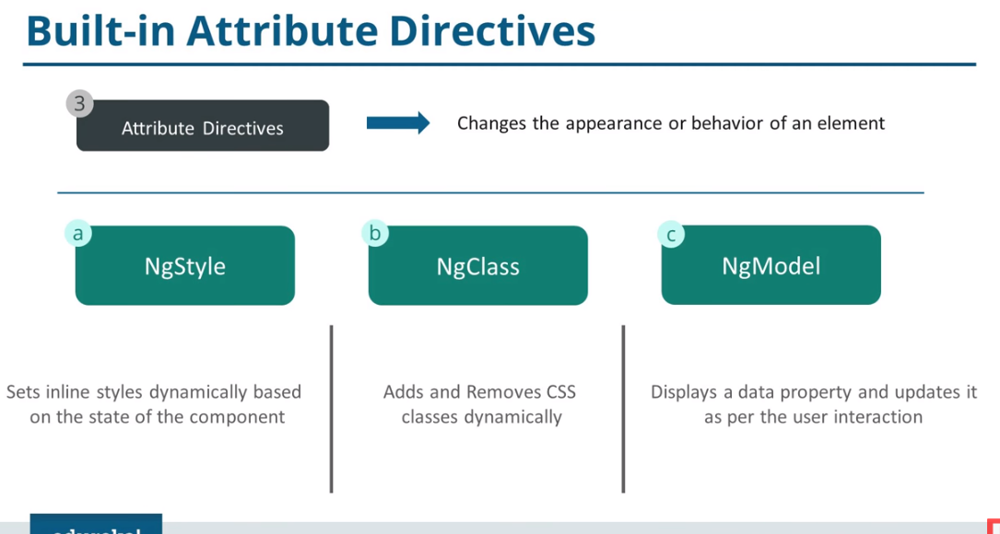 Built-in Attribute Directives
3
Attribute Directives
Changes the appearance or behavior of an element
a
NgStyle
b
NgClass
c
NgModel
Sets inline styles dynamically based
on the state of the component
Adds and Removes CSS
classes dynamically
Displays a data property and updates it
as per the user interaction